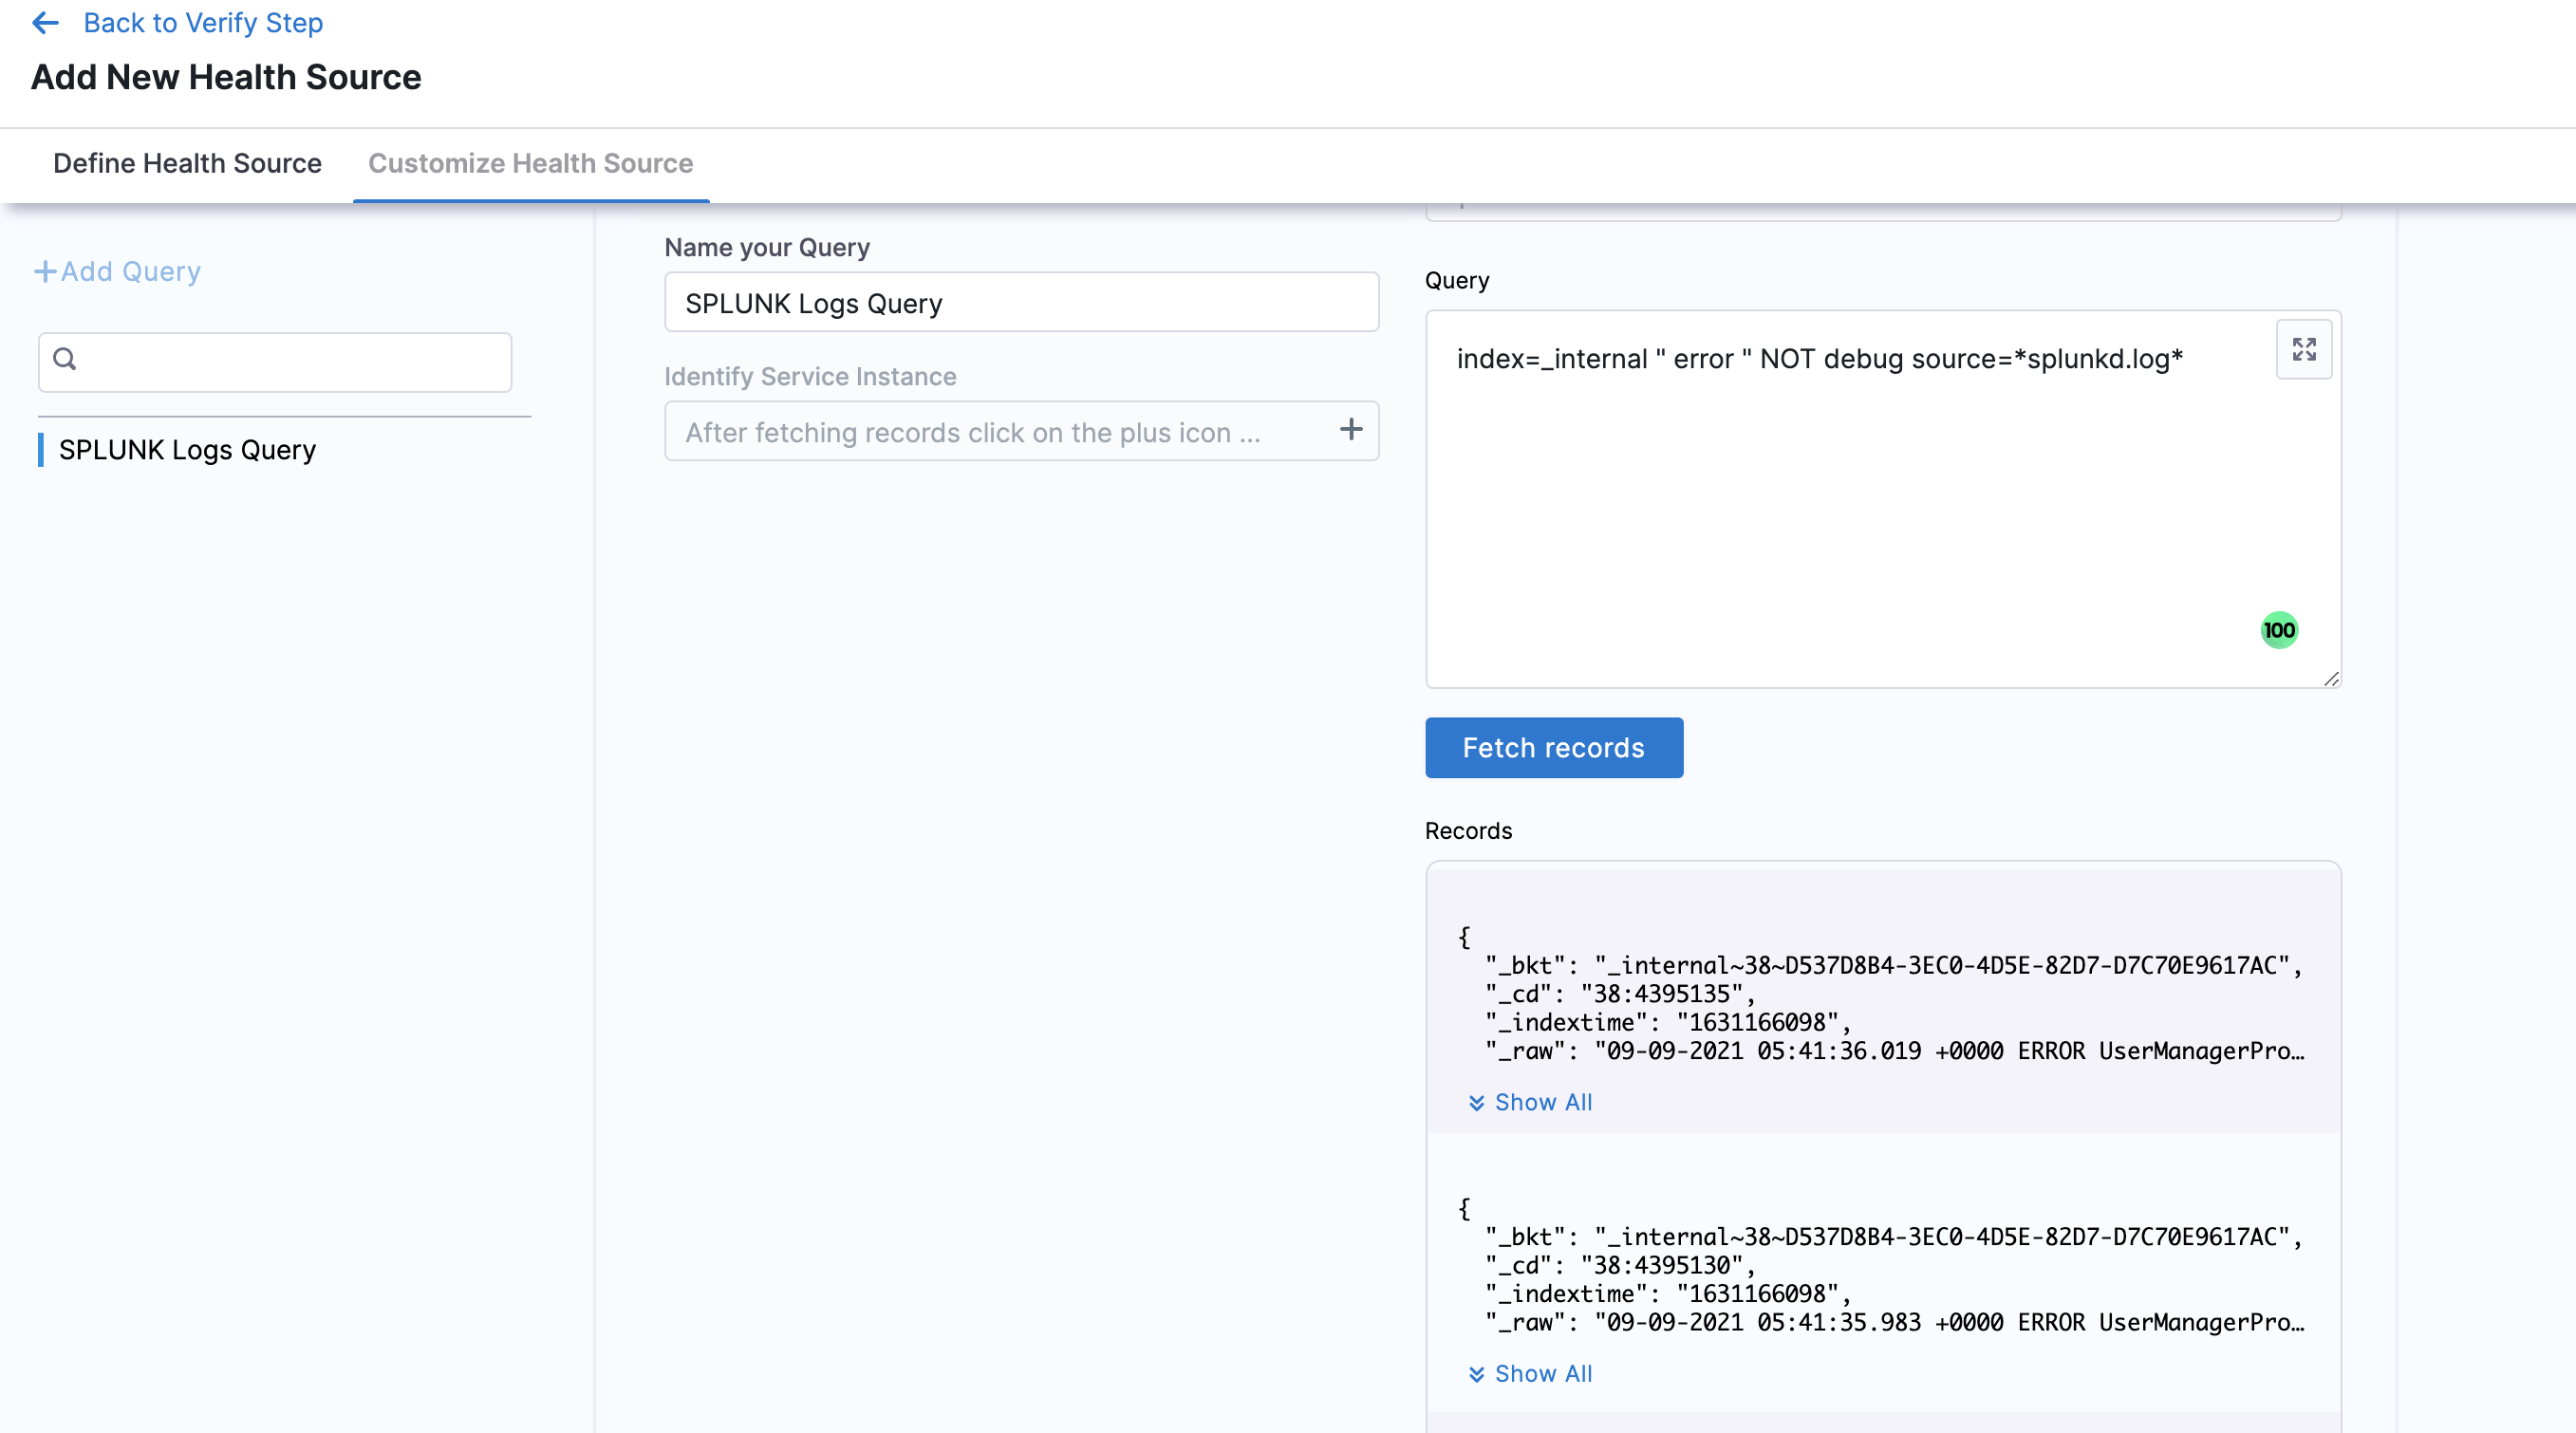 Back to Verify Step
Add New Health Source
Define Health Source
Customize Health Source
+Add Query
SPLUNK Logs Query
Name your Query
SPLUNK Logs Query
Identify Service Instance
After fetching records click on the plus icon ...
Query
index=_internal " error " NOT debug source=*splunkd.log*
100
Fetch records
Records
{
"_bkt": "_internal~38~D537D8B4-3EC0-4D5E-82D7-D7C70E9617AC",
"_cd": "38:4395135",
"_indextime": "1631166098",
"_raw": "09-09-2021 05:41:36.019 +0000 ERROR UserManagerPro…
Show All
{
"_bkt": "_internal~38~D537D8B4-3EC0-4D5E-82D7-D7C70E9617AC",
"_cd": "38:4395130",
"_indextime": "1631166098",
"_raw": "09-09-2021 05:41:35.983 +0000 ERROR UserManagerPro…
Show All